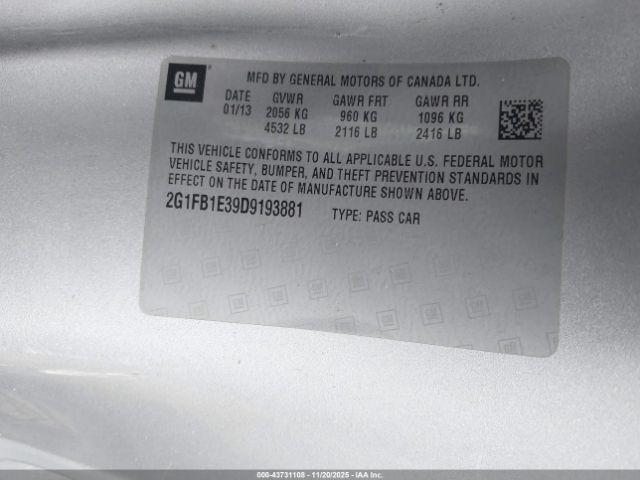 GM
MFD BY GENERAL MOTORS OF CANADA LTD.
DATE GVWR GAWR FRT GAWR RR
01/13 2056 KG 960 KG 1096 KG
4532 LB 2116 LB 2416 LB
THIS VEHICLE CONFORMS TO ALL APPLICABLE U.S. FEDERAL MOTOR
VEHICLE SAFETY, BUMPER, AND THEFT PREVENTION STANDARDS IN
EFFECT ON THE DATE OF MANUFACTURE SHOWN ABOVE.
2G1FB1E39D9193881 TYPE: PASS CAR
000-43731108 - 11/20/2025 - IAAI.COM